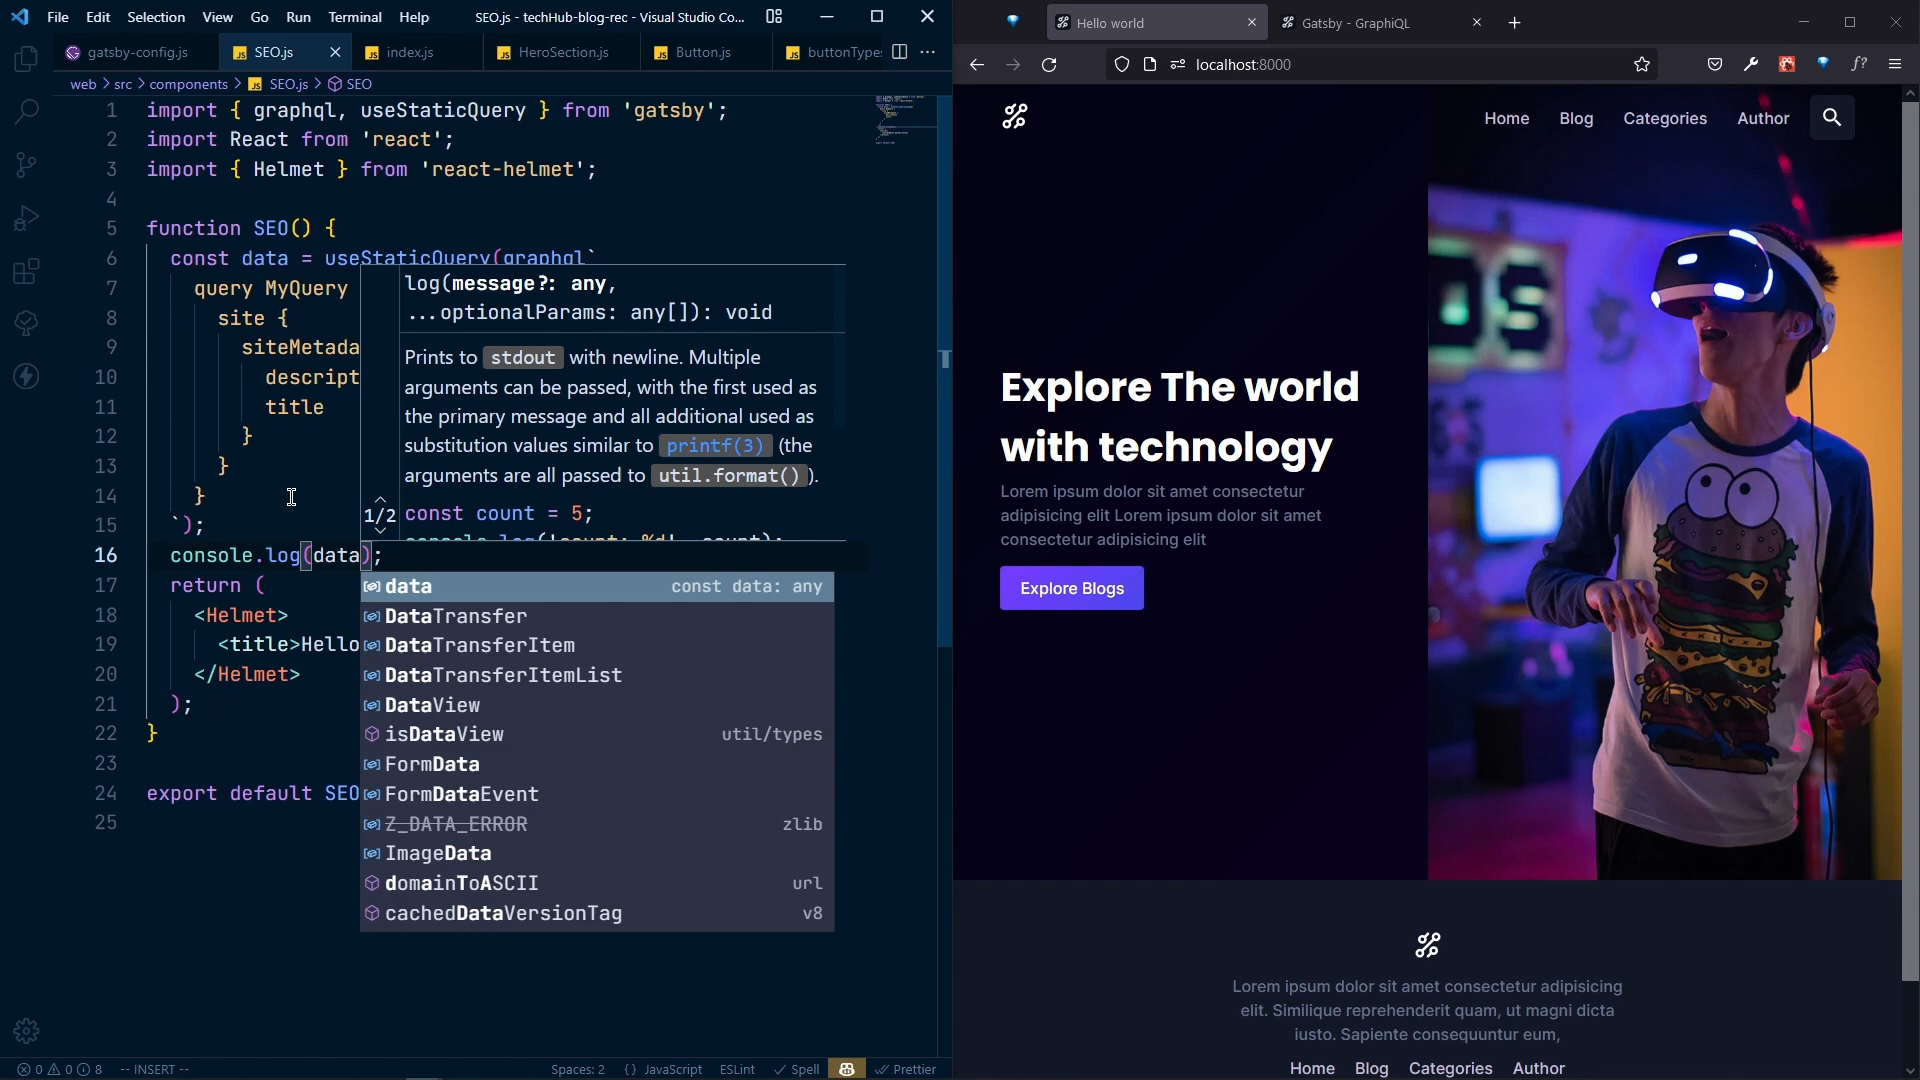 File Edit Selection View Go Run Terminal Help SEO.js - techHub-blog-rec - Visual Studio Co...
gatsby-config.js SEO.js index.js HeroSection.js Button.js buttonType
web > src > components > SEO.js > SEO
1 import { graphql, useStaticQuery } from 'gatsby';
2 import React from 'react';
3 import { Helmet } from 'react-helmet';
4
5 function SEO() {
6 const data = useStaticQuery(graphql`
7 query MyQuery
8 site {
9 siteMetada
10 descript
11 title
12 }
13 }
14 }
15 `);
16 console.log(data);
17 return (
18 <Helmet>
19 <title>Hello
20 </Helmet>
21 );
22 }
23
24 export default SEO
25
log(message?: any,
...optionalParams: any[]): void
Prints to stdout with newline. Multiple
arguments can be passed, with the first used as
the primary message and all additional used as
substitution values similar to printf(3) (the
arguments are all passed to util.format() ).
1/2 const count = 5;
console.log('count: %d', count);
data const data: any
DataTransfer
DataTransferItem
DataTransferItemList
DataView
isDataView util/types
FormData
FormDataEvent
Z_DATA_ERROR zlib
ImageData
domainToASCII url
cachedDataVersionTag v8
0 0 8 -- INSERT -- Spaces: 2 {} JavaScript ESLint Spell Prettier
Hello world Gatsby - GraphiQL
localhost:8000 f?
Home Blog Categories Author
OS
Explore The world
with technology
Lorem ipsum dolor sit amet consectetur
adipisicing elit Lorem ipsum dolor sit amet
consectetur adipisicing elit
Explore Blogs
Lorem ipsum dolor sit amet consectetur adipisicing
elit. Similique reprehenderit quam, ut magni dicta
iusto. Sapiente consequuntur eum,
Home Blog Categories Author